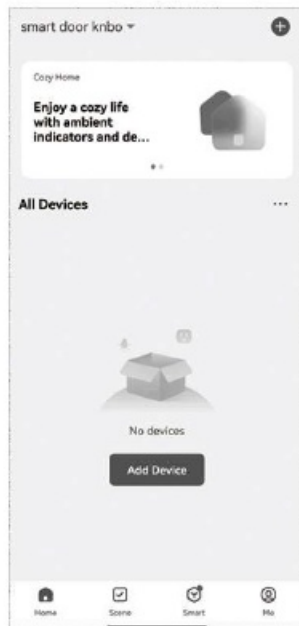 smart door knbo
Cozy Home
Enjoy a cozy life
with ambient
indicators and de...
All Devices
No devices
Add Device
Home
Scene
Smart
Me